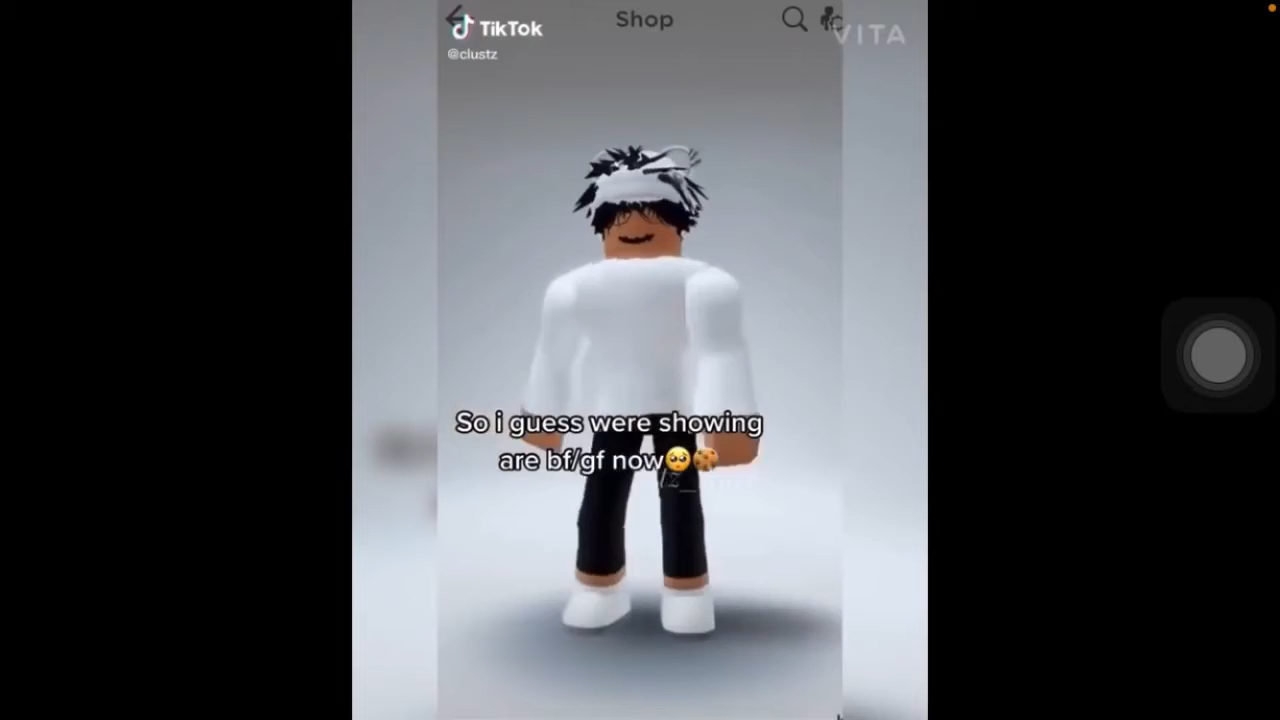 Shop
TikTok
VITA
@clustz
So i guess were showing
are bf/gf now🥺🍪